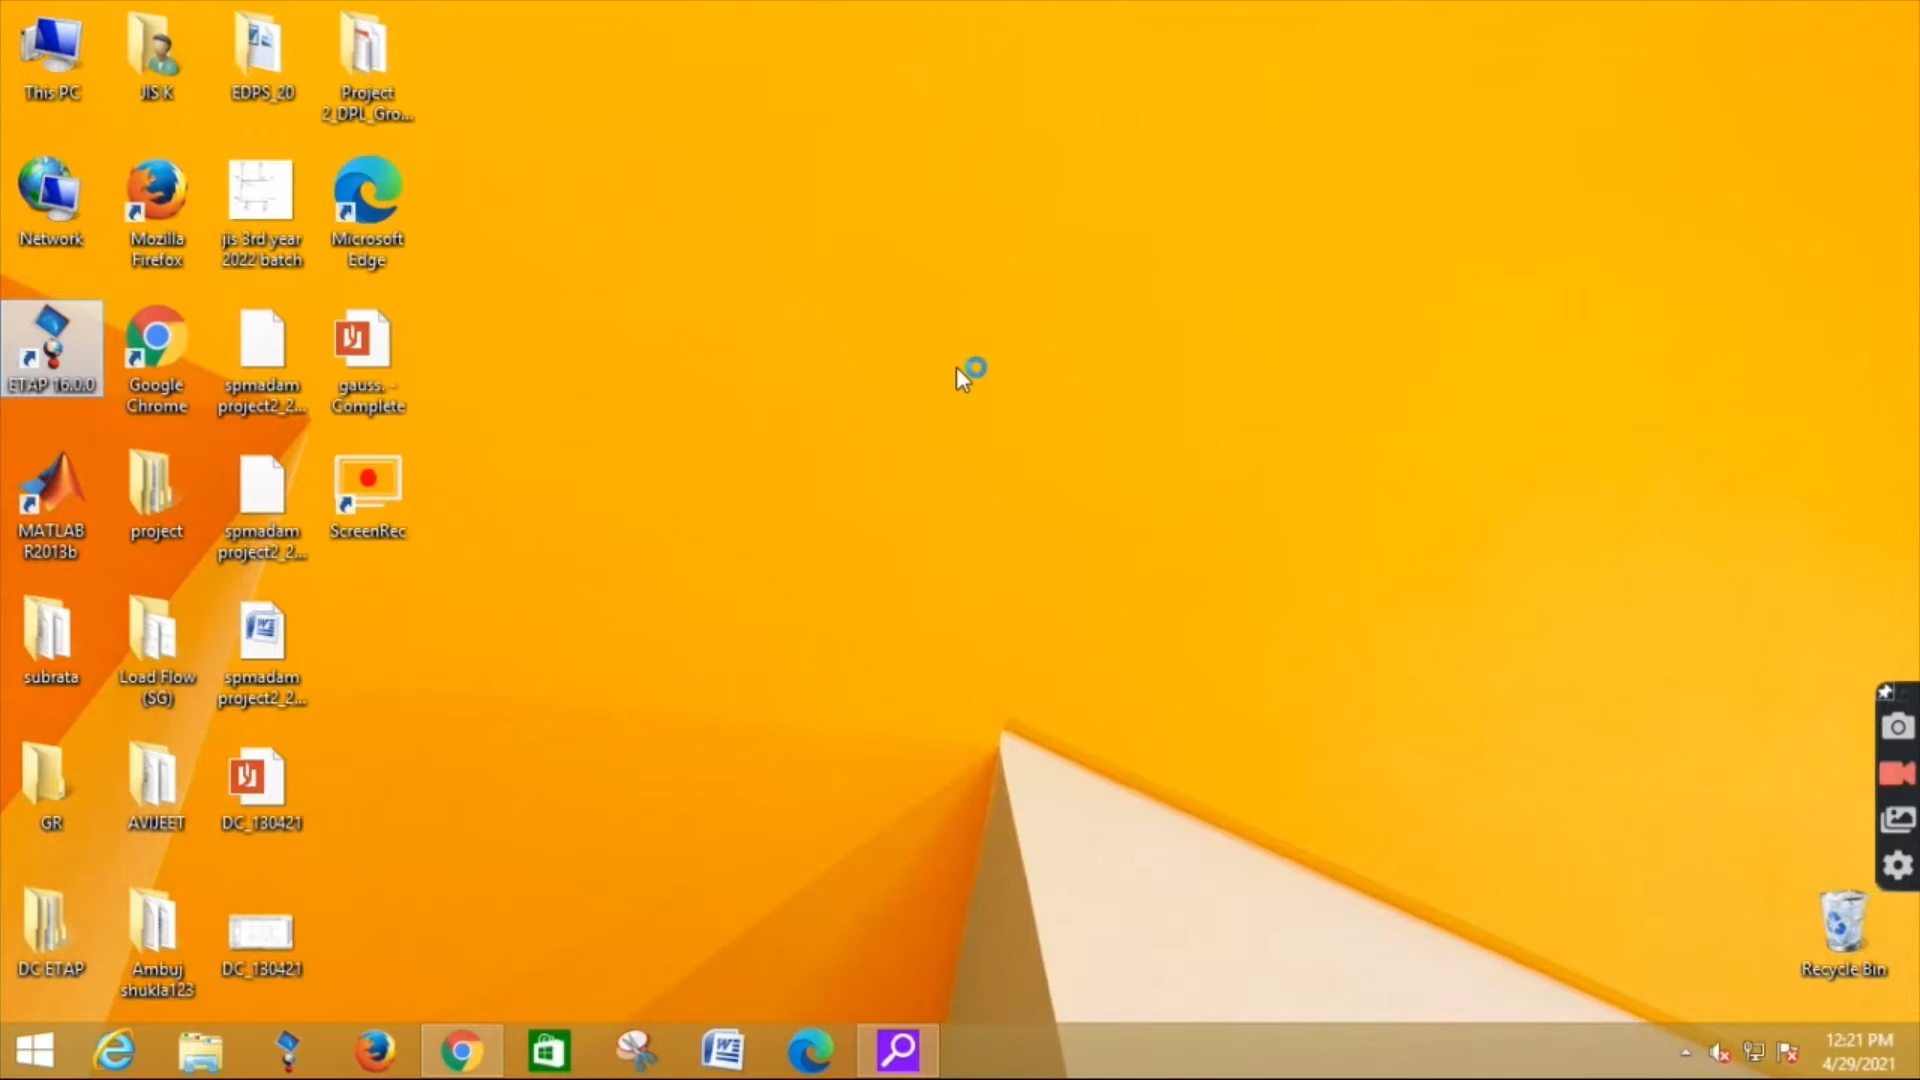 This PC
JIS K
EDPS_20
Project
2_DPL_Gro...
Network
Mozilla
Firefox
jis 3rd year
2022 batch
Microsoft
Edge
ETAP 16.0.0
Google
Chrome
spmadam
project2_2...
gauss. -
Complete
MATLAB
R2013b
project
spmadam
project2_2...
ScreenRec
subrata
Load Flow
(SG)
spmadam
project2_2...
GR
AVIJEET
DC_130421
DC ETAP
Ambuj
shukla123
DC_130421
Recycle Bin
12:21 PM
4/29/2021